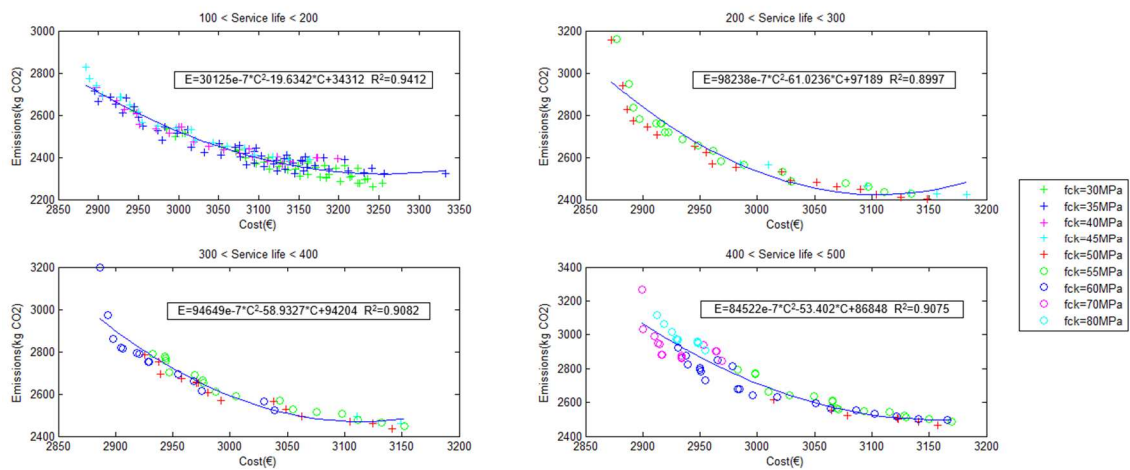 100 < Service life < 200
3000
2800
2600
2400
2200
Emissions(kg CO2)
E=30125e-7*C²-19.6342*C+34312 R²=0.9412
2850 2900 2950 3000 3050 3100 3150 3200 3250 3300 3350
Cost(€)
200 < Service life < 300
3200
3000
2800
2600
2400
2200
Emissions(kg CO2)
E=98238e-7*C²-61.0236*C+97189 R²=0.8997
2850 2900 2950 3000 3050 3100 3150 3200
Cost(€)
300 < Service life < 400
3200
3000
2800
2600
2400
Emissions(kg CO2)
E=94649e-7*C²-58.9327*C+94204 R²=0.9082
2850 2900 2950 3000 3050 3100 3150 3200
Cost(€)
400 < Service life < 500
3400
3200
3000
2800
2600
2400
Emissions(kg CO2)
E=84522e-7*C²-53.402*C+86848 R²=0.9075
2850 2900 2950 3000 3050 3100 3150 3200
Cost(€)
fck=30MPa
fck=35MPa
fck=40MPa
fck=45MPa
fck=50MPa
fck=55MPa
fck=60MPa
fck=70MPa
fck=80MPa